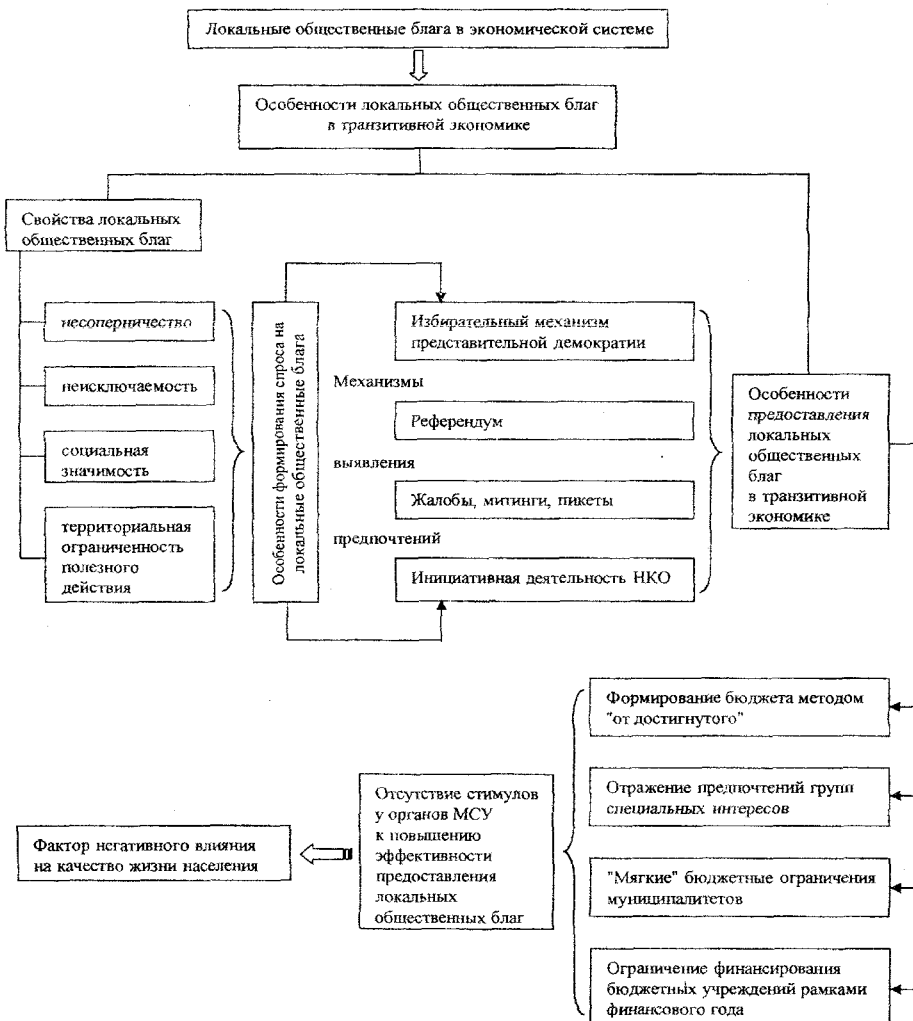 Локальные общественные блага в экономической системе
Особенности локальных общественных благ
в транзитивной экономике
Свойства локальных
общественных благ
несоперничество
неисключаемость
социальная
значимость
территориальная
ограниченность
полезного
действия
Особенности формирования спроса на
локальные общественные блага
Избирательный механизм
представительной демократии
Механизмы
Референдум
выявления
Жалобы, митинги, пикеты
предпочтений
Инициативная деятельность НКО
Особенности
предоставления
локальных
общественных
благ
в транзитивной
экономике
Формирование бюджета методом
"от достигнутого"
Отражение предпочтений групп
специальных интересов
"Мягкие" бюджетные ограничения
муниципалитетов
Ограничение финансирования
бюджетных учреждений рамками
финансового года
Отсутствие стимулов
у органов МСУ
к повышению
эффективности
предоставления
локальных
общественных благ
Фактор негативного влияния
на качество жизни населения